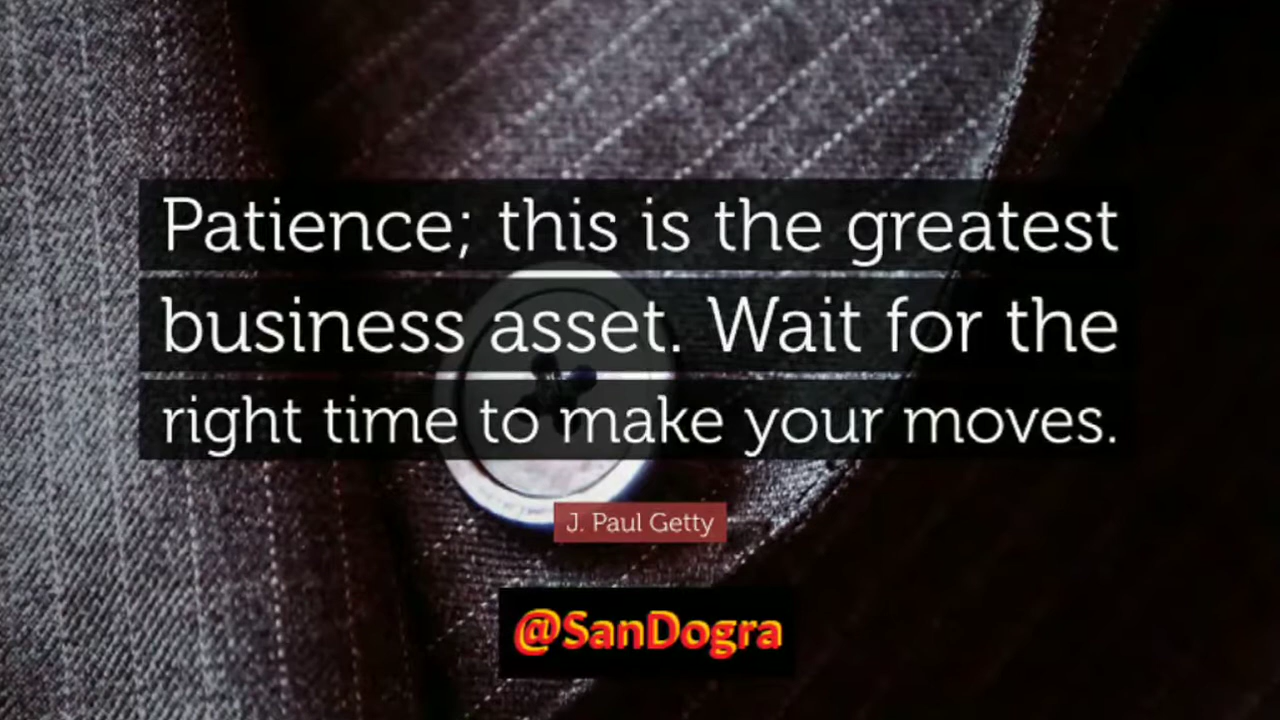 Patience; this is the greatest
business asset. Wait for the
right time to make your moves.
J. Paul Getty
@SanDogra